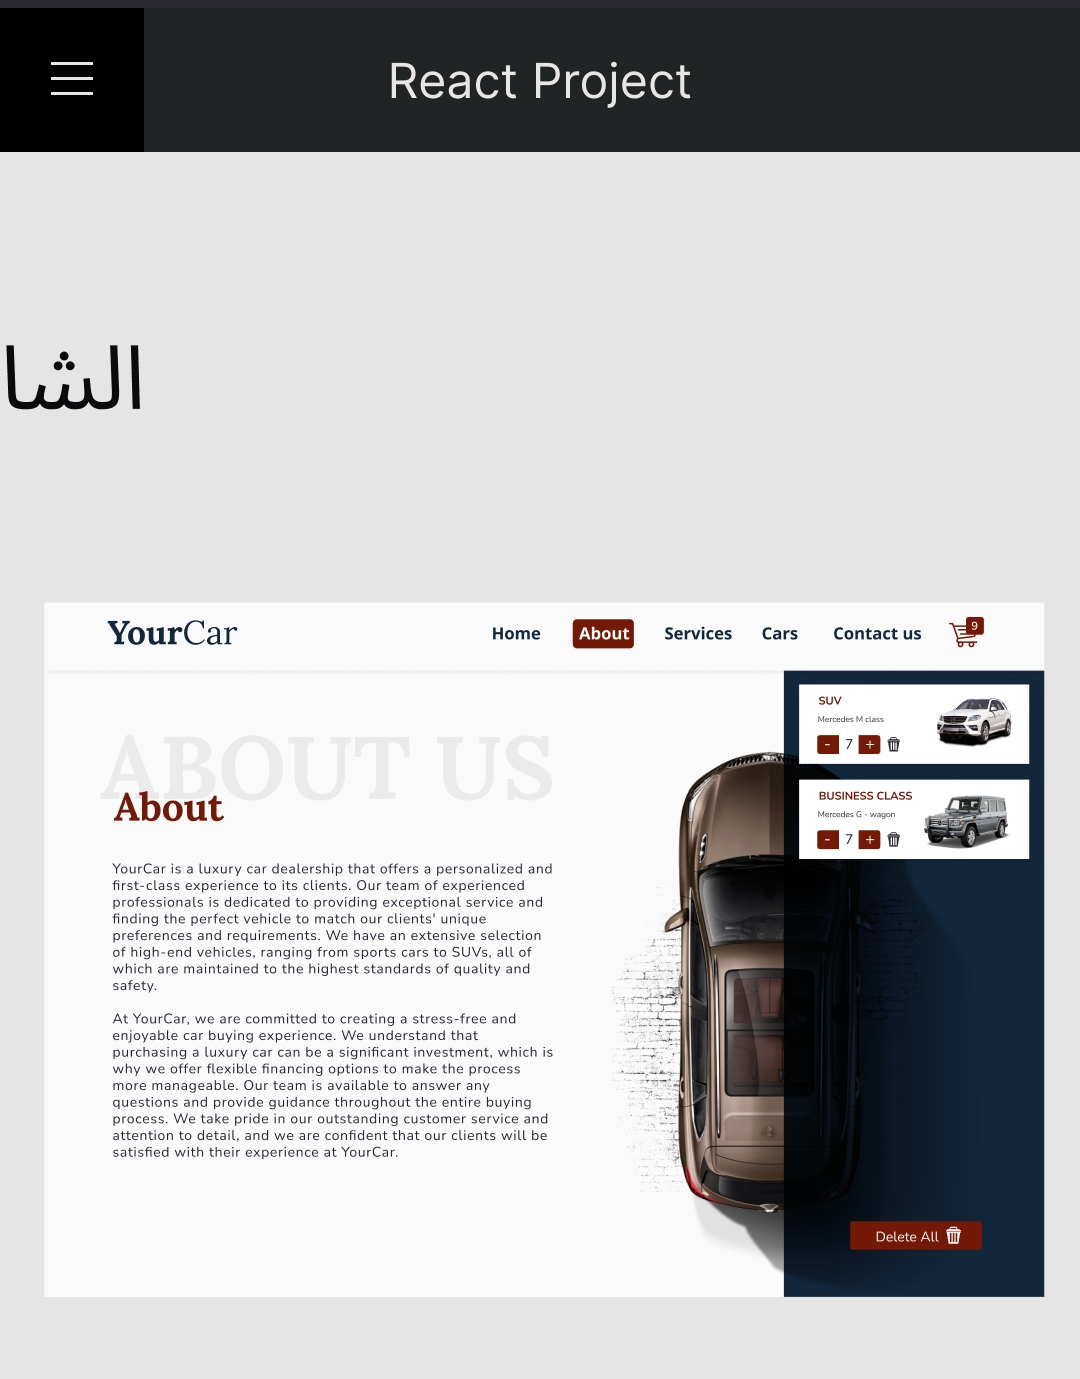 React Project
الشا
YourCar
Home
About
Services
Cars
Contact us
9
SUV
Mercedes M class
- 7 +
BUSINESS CLASS
Mercedes G - wagon
- 7 +
ABOUT US
About
YourCar is a luxury car dealership that offers a personalized and
first-class experience to its clients. Our team of experienced
professionals is dedicated to providing exceptional service and
finding the perfect vehicle to match our clients' unique
preferences and requirements. We have an extensive selection
of high-end vehicles, ranging from sports cars to SUVs, all of
which are maintained to the highest standards of quality and
safety.
At YourCar, we are committed to creating a stress-free and
enjoyable car buying experience. We understand that
purchasing a luxury car can be a significant investment, which is
why we offer flexible financing options to make the process
more manageable. Our team is available to answer any
questions and provide guidance throughout the entire buying
process. We take pride in our outstanding customer service and
attention to detail, and we are confident that our clients will be
satisfied with their experience at YourCar.
Delete All